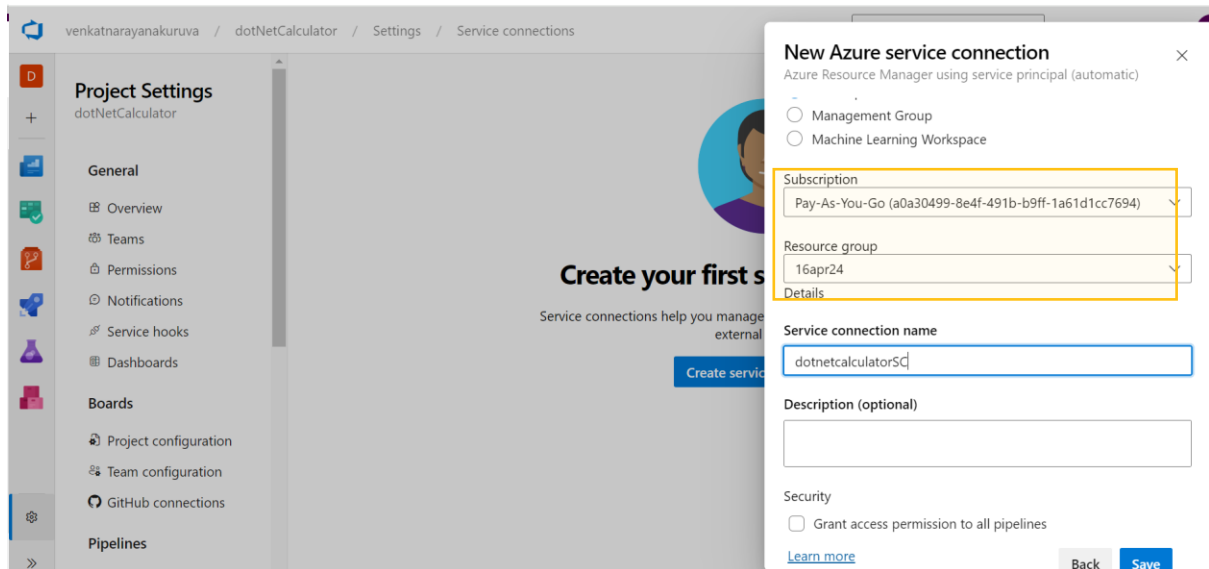 venkatnarayanakuruva / dotNetCalculator / Settings / Service connections
D
Project Settings
dotNetCalculator
General
Overview
Teams
Permissions
Notifications
Service hooks
Dashboards
Boards
Project configuration
Team configuration
GitHub connections
Pipelines
Create your first s
Service connections help you manage
external
Create servic
New Azure service connection
Azure Resource Manager using service principal (automatic)
Management Group
Machine Learning Workspace
Subscription
Pay-As-You-Go (a0a30499-8e4f-491b-b9ff-1a61d1cc7694)
Resource group
16apr24
Details
Service connection name
dotnetcalculatorSC
Description (optional)
Security
Grant access permission to all pipelines
Learn more
Back Save